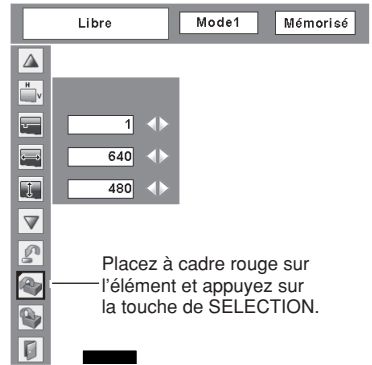 Libre Mode1 Mémorisé
H
V
1
640
480
Placez à cadre rouge sur
l'élément et appuyez sur
la touche de SELECTION.